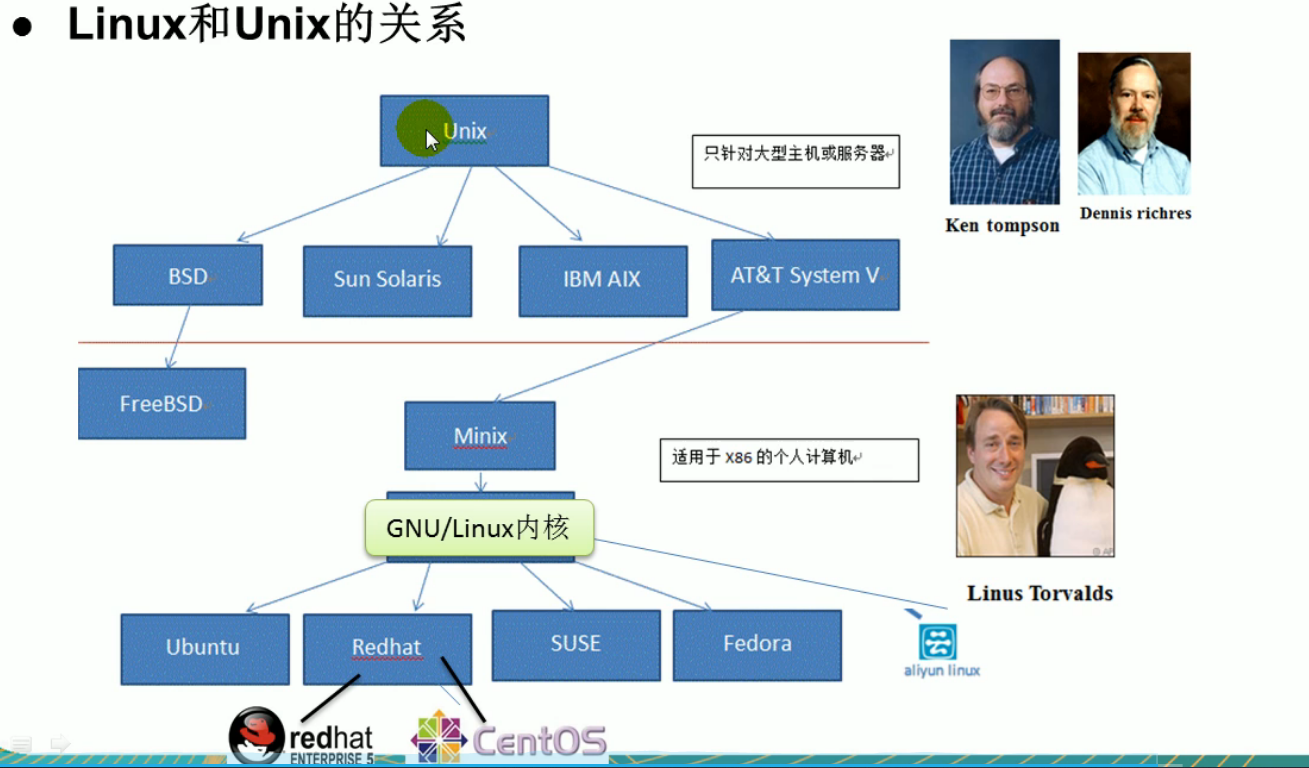 ● Linux和Unix的关系
Unix
只针对大型主机或服务器
Ken tompson
Dennis richres
BSD
Sun Solaris
IBM AIX
AT&T System V
FreeBSD
Minix
适用于 X86 的个人计算机
GNU/Linux内核
Linus Torvalds
Ubuntu
Redhat
SUSE
Fedora
云
aliyun linux
redhat
ENTERPRISE 5
CentOS
© AP